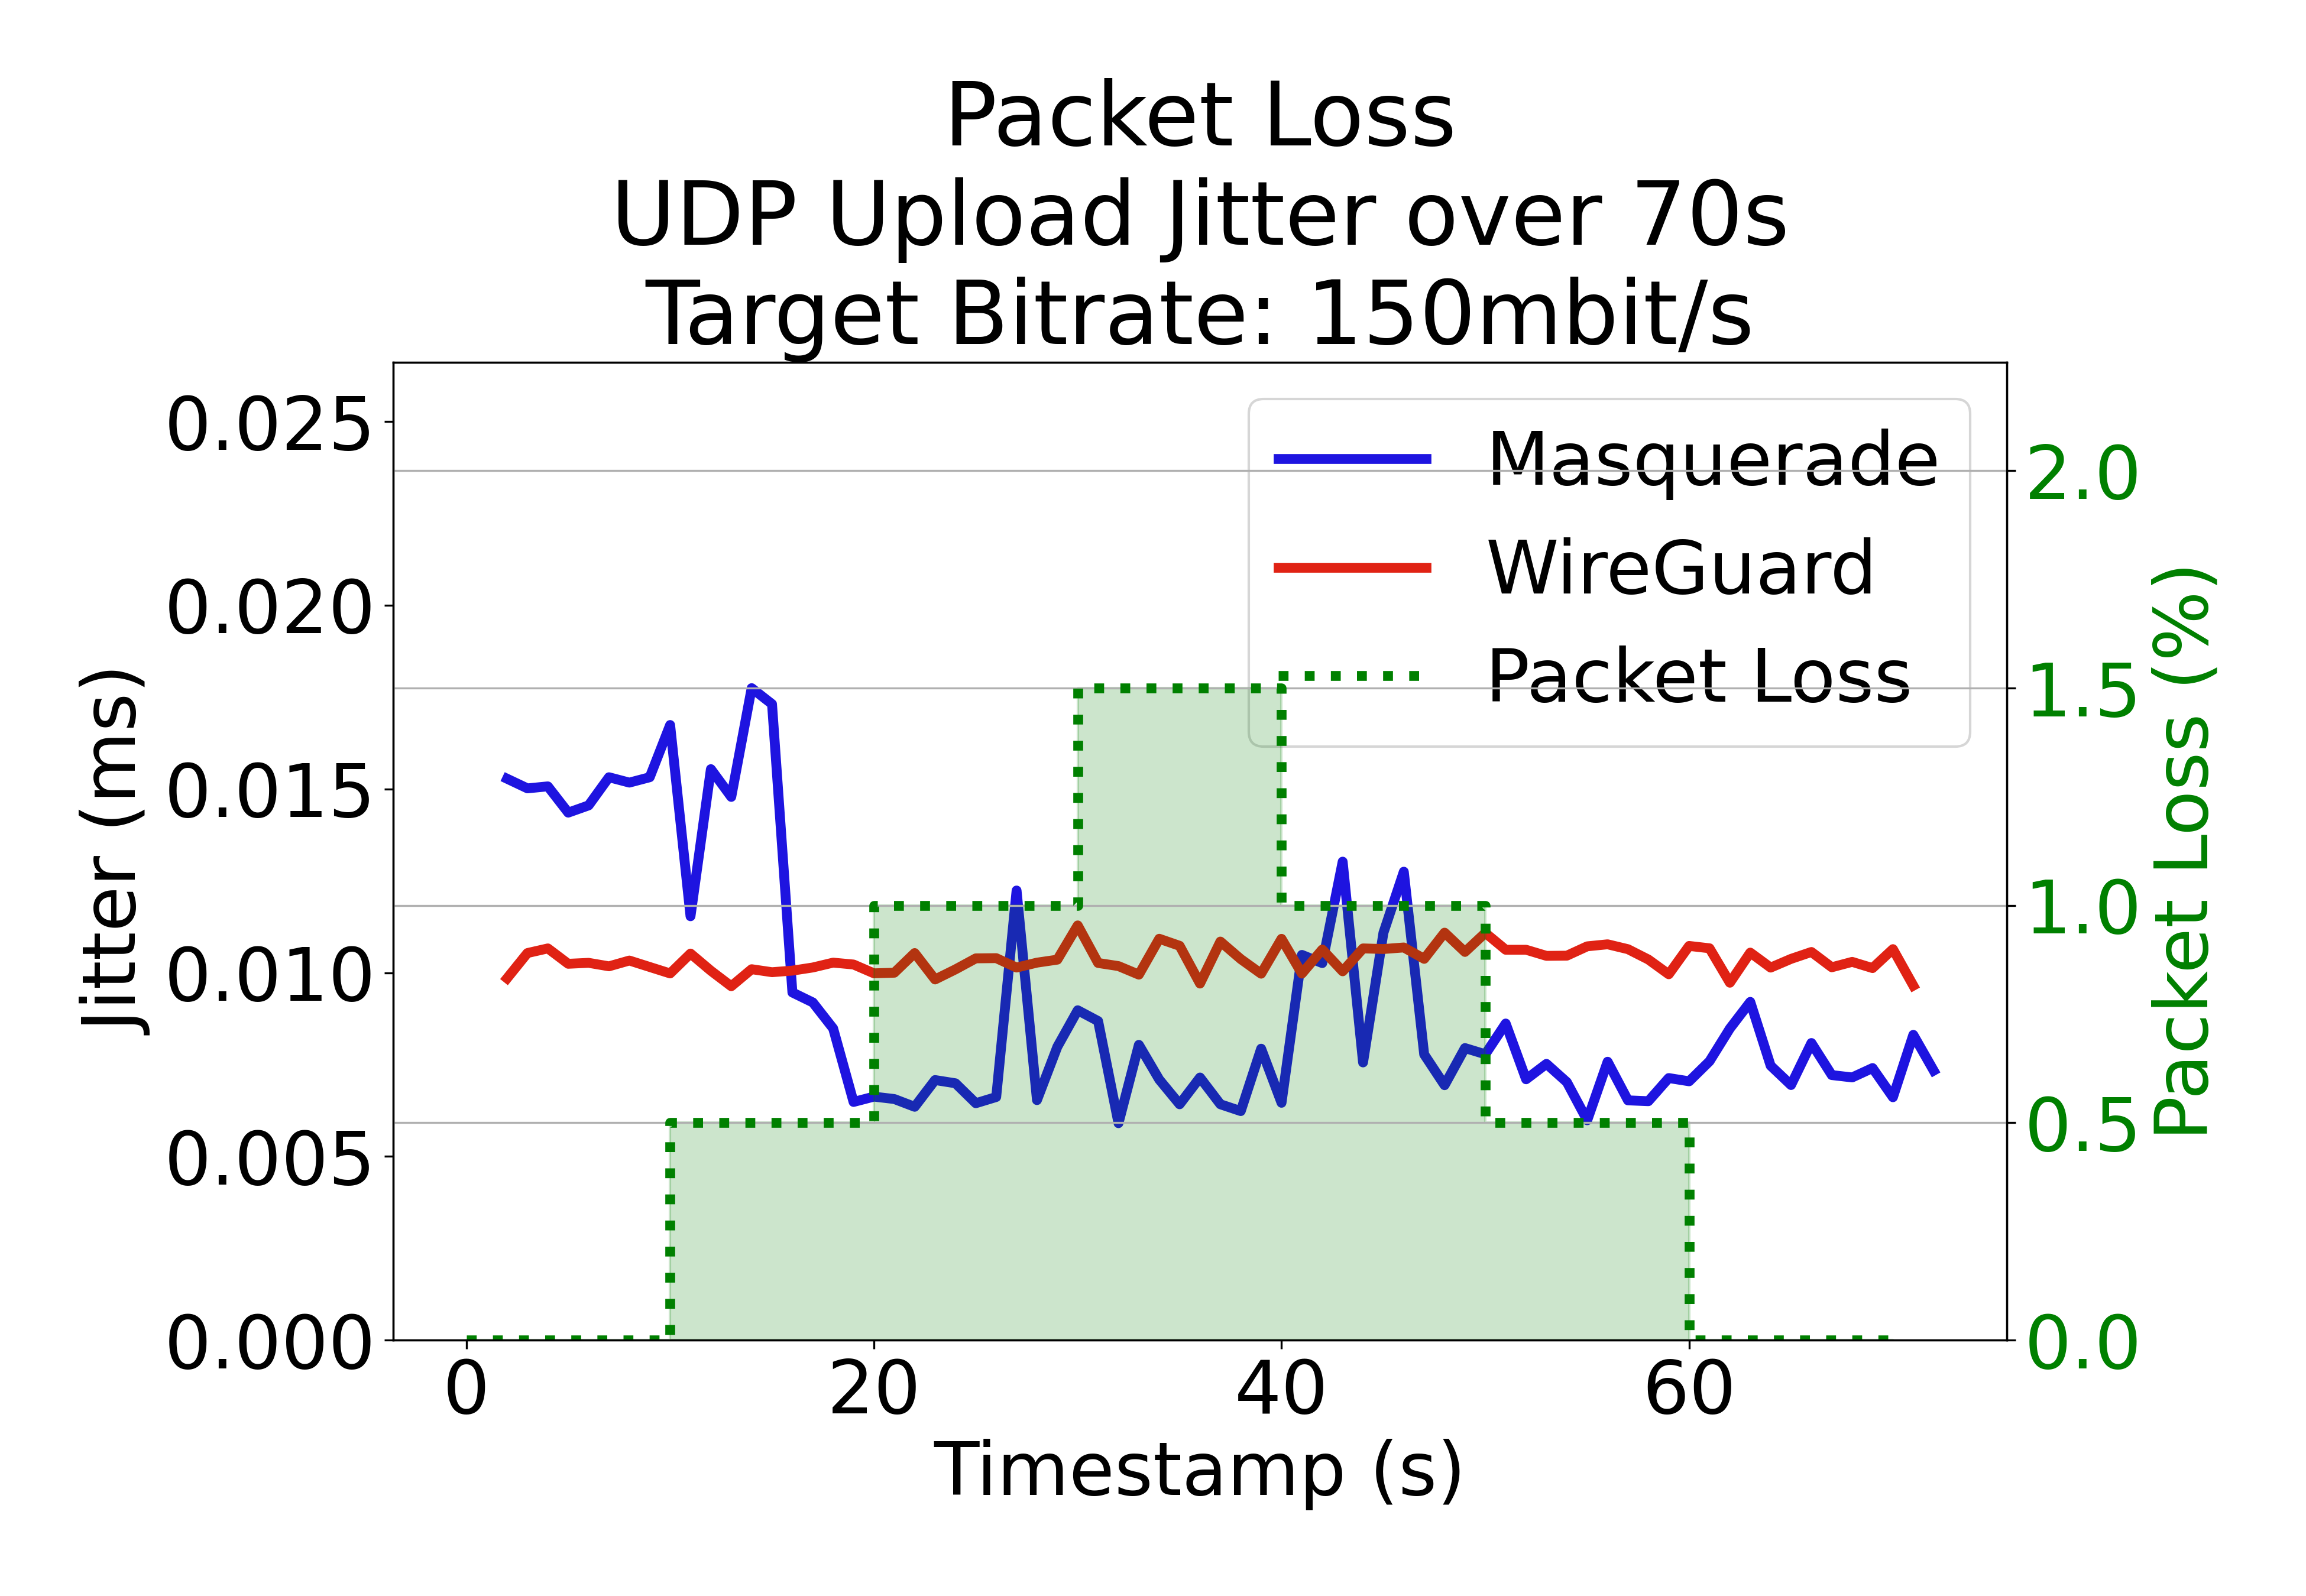 Packet Loss
UDP Upload Jitter over 70s
Target Bitrate: 150mbit/s
0.025
0.020
0.015
0.010
0.005
0.000
Jitter (ms)
Masquerade
WireGuard
Packet Loss
2.0
1.5
1.0
0.5
0.0
Packet Loss (%)
0 20 40 60
Timestamp (s)